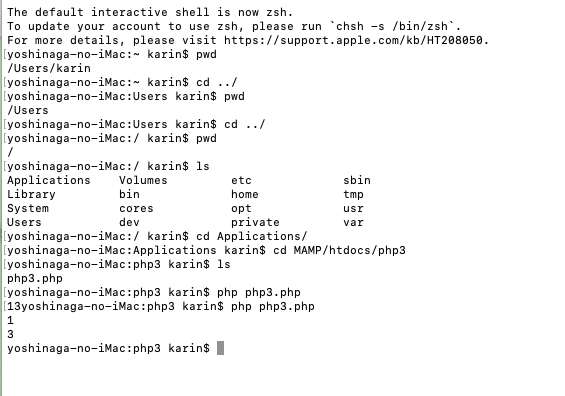 The default interactive shell is now zsh.
To update your account to use zsh, please run `chsh -s /bin/zsh`.
For more details, please visit https://support.apple.com/kb/HT208050.
[yoshinaga-no-iMac:~ karin$ pwd
/Users/karin
[yoshinaga-no-iMac:~ karin$ cd ../
[yoshinaga-no-iMac:Users karin$ pwd
/Users
[yoshinaga-no-iMac:Users karin$ cd ../
[yoshinaga-no-iMac:/ karin$ pwd
/
[yoshinaga-no-iMac:/ karin$ ls
Applications    Volumes         etc             sbin
Library         bin             home            tmp
System          cores           opt             usr
Users           dev             private         var
[yoshinaga-no-iMac:/ karin$ cd Applications/
[yoshinaga-no-iMac:Applications karin$ cd MAMP/htdocs/php3
[yoshinaga-no-iMac:php3 karin$ ls
php3.php
[yoshinaga-no-iMac:php3 karin$ php php3.php
[13yoshinaga-no-iMac:php3 karin$ php php3.php
1
3
yoshinaga-no-iMac:php3 karin$